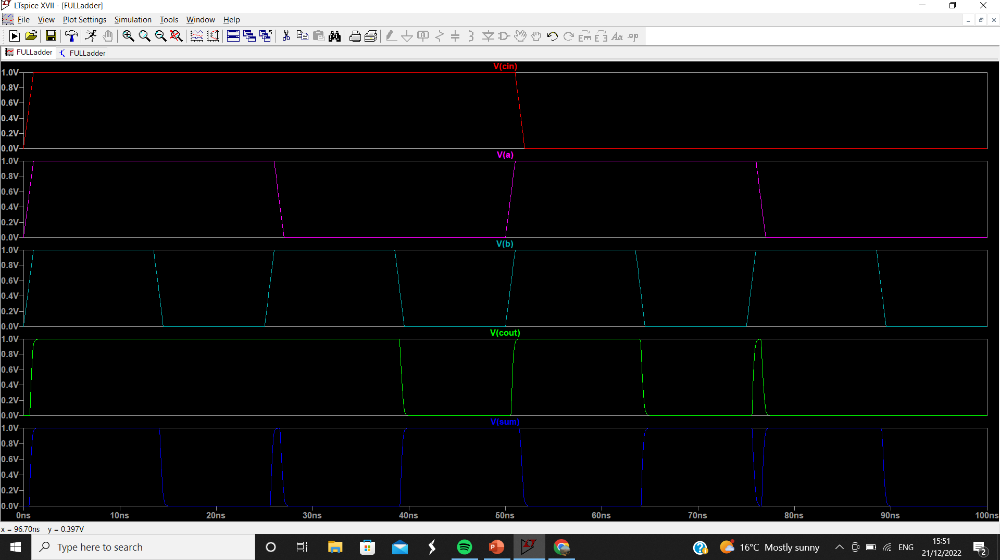 LTspice XVII - [FULLadder]
File View Plot Settings Simulation Tools Window Help
FULLadder FULLadder
V(cin)
1.0V
0.8V
0.6V
0.4V
0.2V
0.0V
V(a)
1.0V
0.8V
0.6V
0.4V
0.2V
0.0V
V(b)
1.0V
0.8V
0.6V
0.4V
0.2V
0.0V
V(cout)
1.0V
0.8V
0.6V
0.4V
0.2V
0.0V
V(sum)
1.0V
0.8V
0.6V
0.4V
0.2V
0.0V
0ns 10ns 20ns 30ns 40ns 50ns 60ns 70ns 80ns 90ns 100ns
x = 96.70ns y = 0.397V
Type here to search
16°C Mostly sunny
ENG
15:51
21/12/2022
2